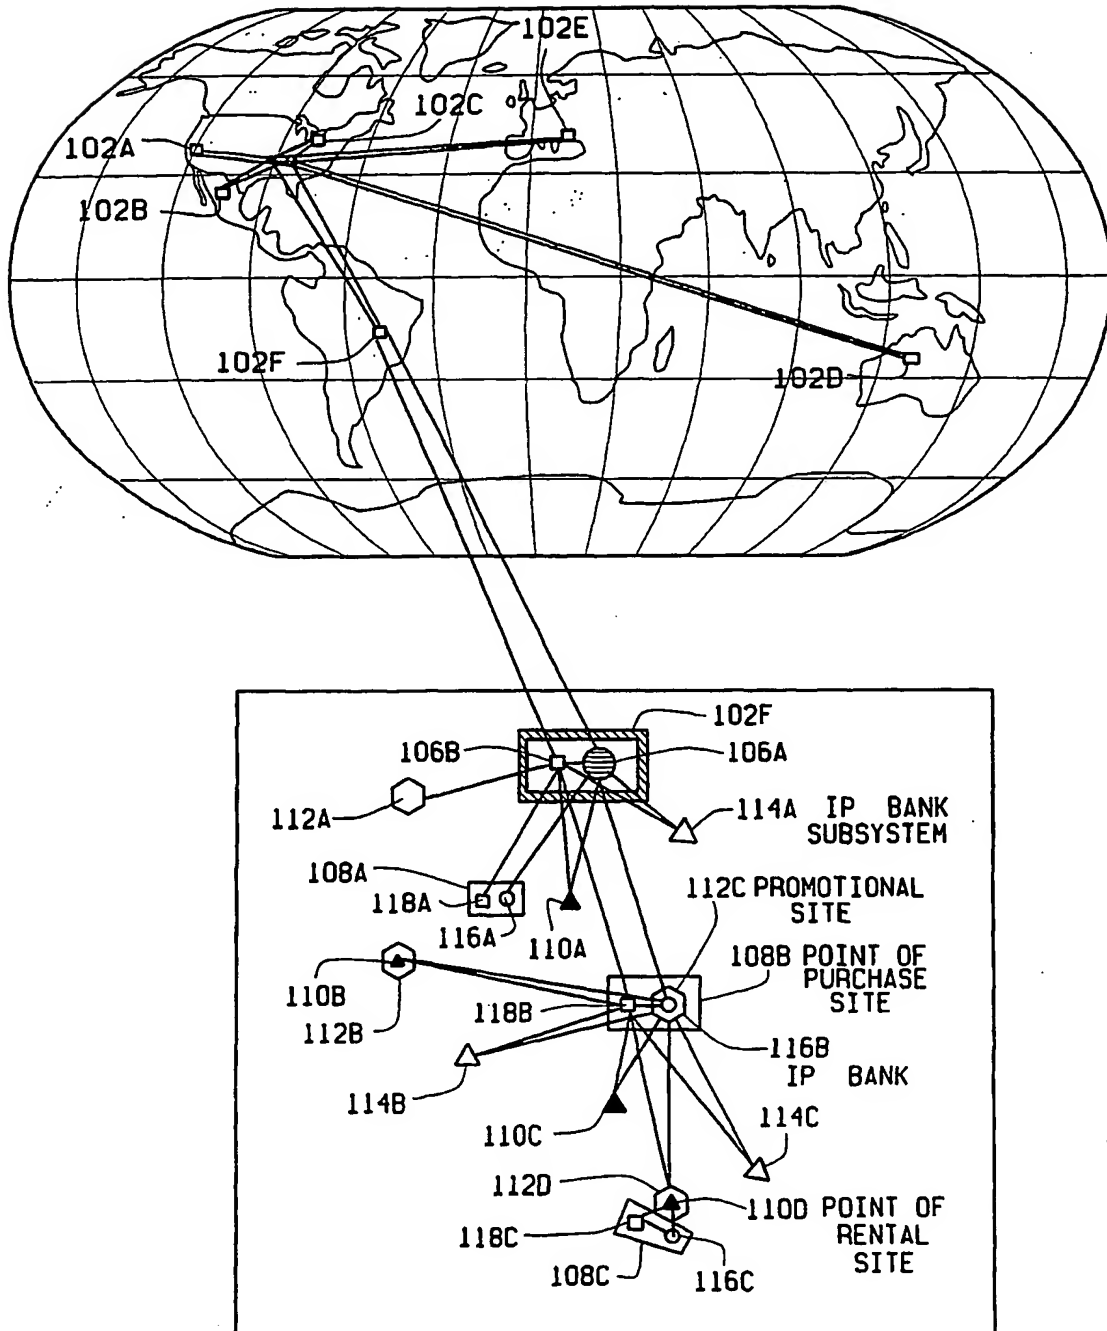 102E
102C
102A
102B
102F
102D
102F
106B
106A
112A
114A IP BANK
SUBSYSTEM
108A
118A
112C PROMOTIONAL
SITE
116A
110A
108B POINT OF
PURCHASE
SITE
110B
118B
112B
116B
IP BANK
114B
110C
114C
112D
110D POINT OF
RENTAL
SITE
118C
108C
116C